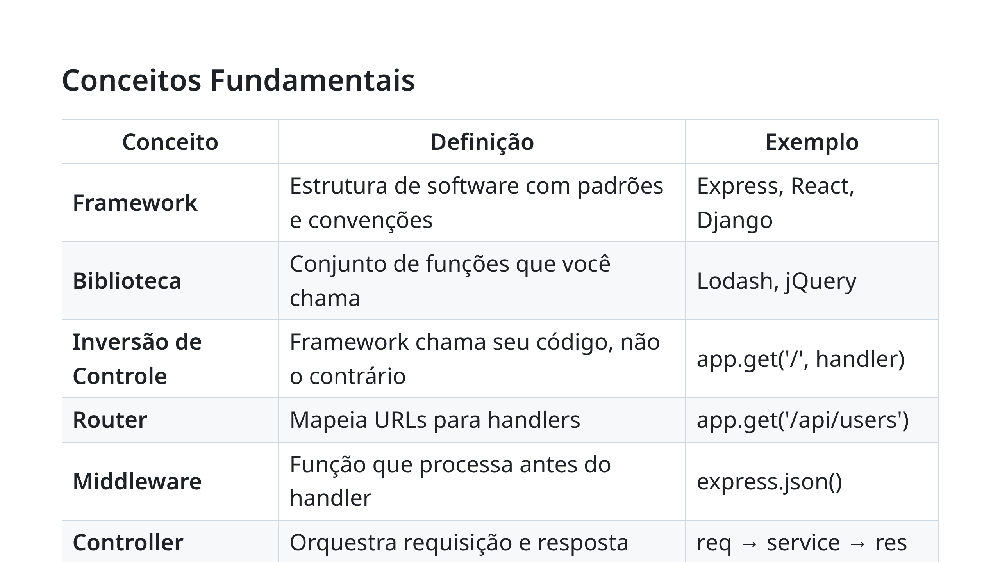 Conceitos Fundamentais
Conceito
Definição
Exemplo
Framework
Estrutura de software com padrões
e convenções
Express, React,
Django
Biblioteca
Conjunto de funções que você
chama
Lodash, jQuery
Inversão de
Controle
Framework chama seu código, não
o contrário
app.get('/', handler)
Router
Mapeia URLs para handlers
app.get('/api/users')
Middleware
Função que processa antes do
handler
express.json()
Controller
Orquestra requisição e resposta
req → service → res